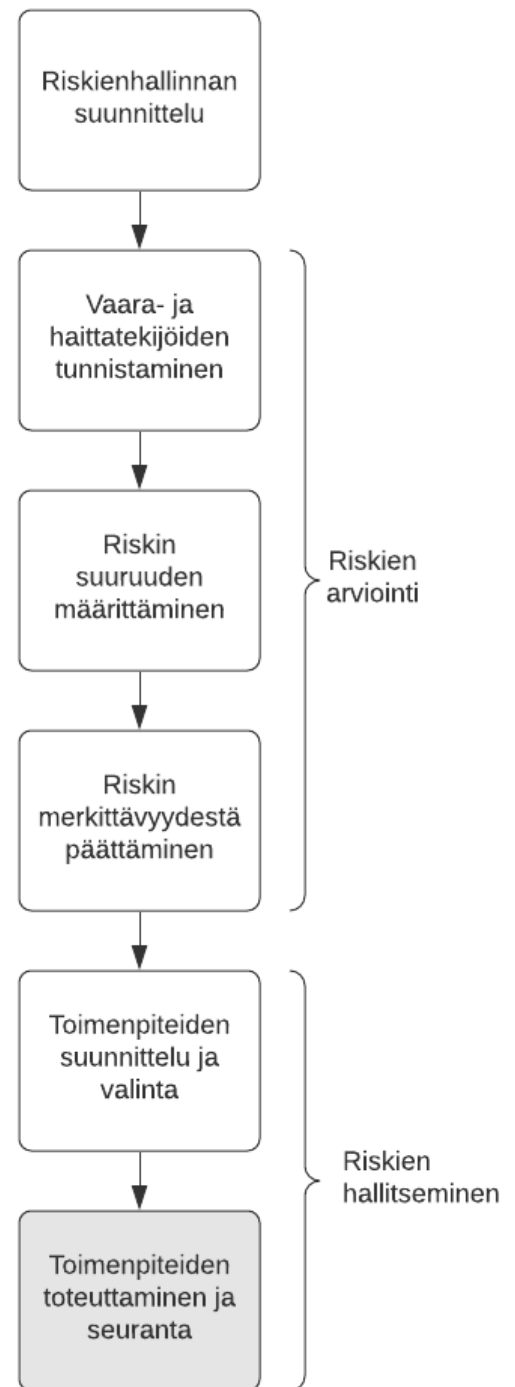 Riskienhallinnan
suunnittelu
Vaara- ja
haittatekijöiden
tunnistaminen
Riskin
suuruuden
määrittäminen
Riskien
arviointi
Riskin
merkittävyydestä
päättäminen
Toimenpiteiden
suunnittelu ja
valinta
Riskien
hallitseminen
Toimenpiteiden
toteuttaminen ja
seuranta